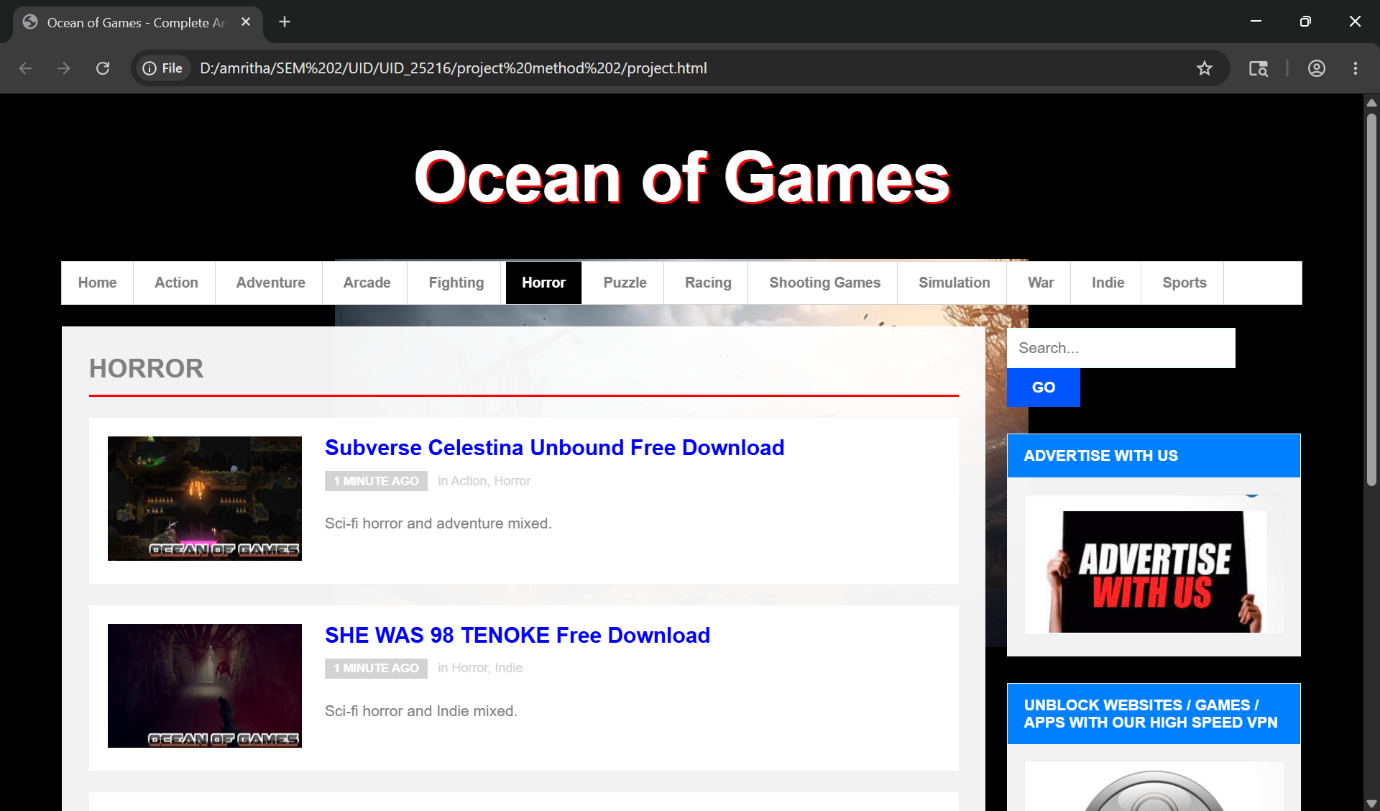 Ocean of Games - Complete An
File
D:/amritha/SEM%202/UID/UID_25216/project%20method%202/project.html
Ocean of Games
Home Action Adventure Arcade Fighting Horror Puzzle Racing Shooting Games Simulation War Indie Sports
HORROR
Subverse Celestina Unbound Free Download
1 MINUTE AGO in Action, Horror
Sci-fi horror and adventure mixed.
OCEAN OF GAMES
SHE WAS 98 TENOKE Free Download
1 MINUTE AGO in Horror, Indie
Sci-fi horror and Indie mixed.
OCEAN OF GAMES
Search...
GO
ADVERTISE WITH US
ADVERTISE
WITH US
UNBLOCK WEBSITES / GAMES /
APPS WITH OUR HIGH SPEED VPN